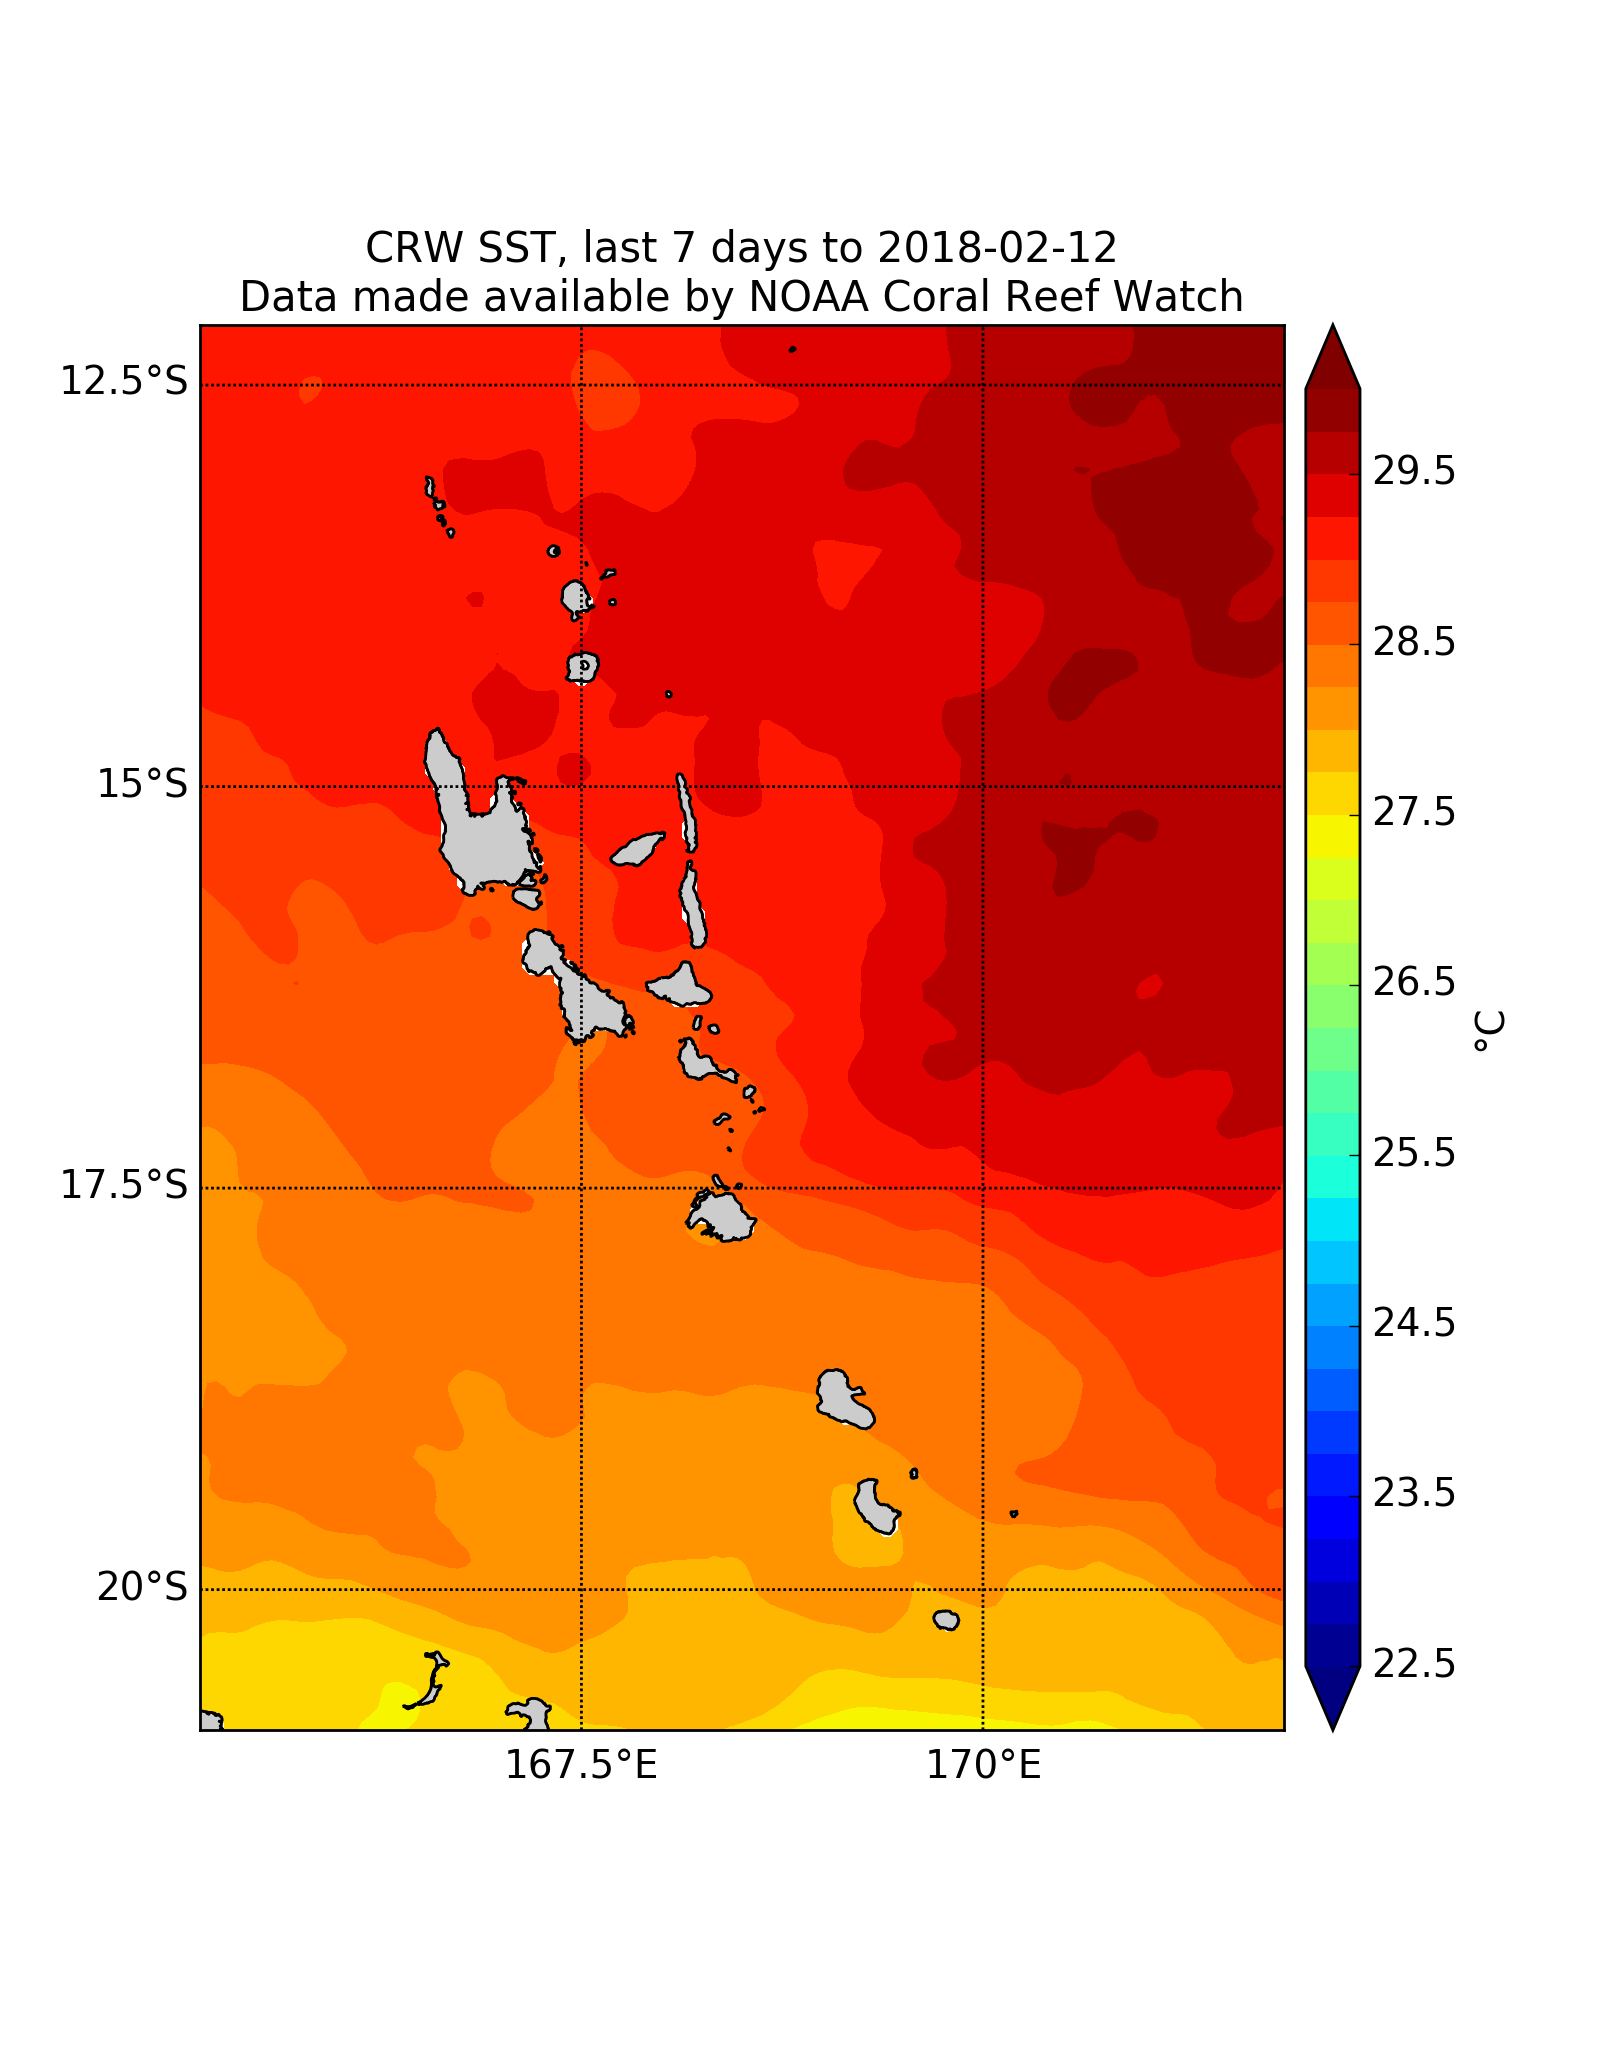 CRW SST, last 7 days to 2018-02-12
Data made available by NOAA Coral Reef Watch
12.5°S
15°S
17.5°S
20°S
167.5°E
170°E
29.5
28.5
27.5
26.5
25.5
24.5
23.5
22.5
°C